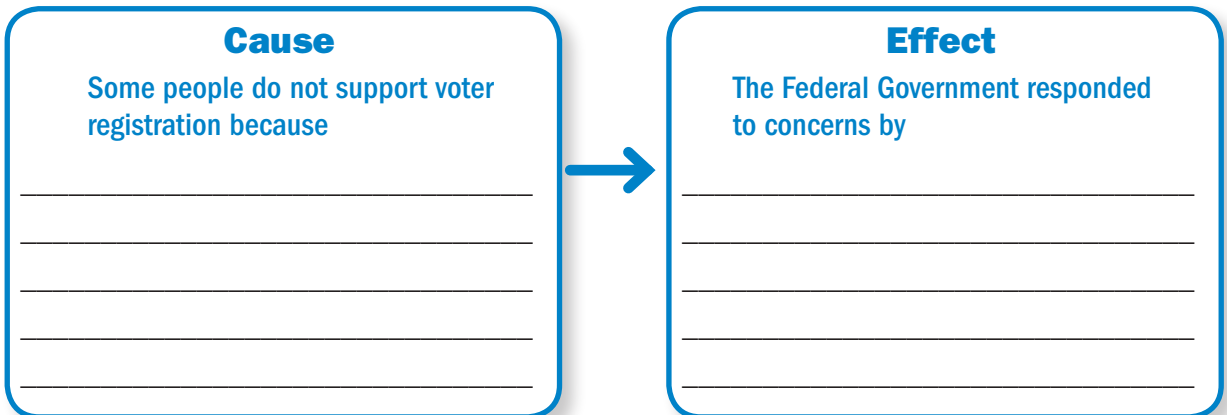 Cause
Some people do not support voter
registration because
Effect
The Federal Government responded
to concerns by